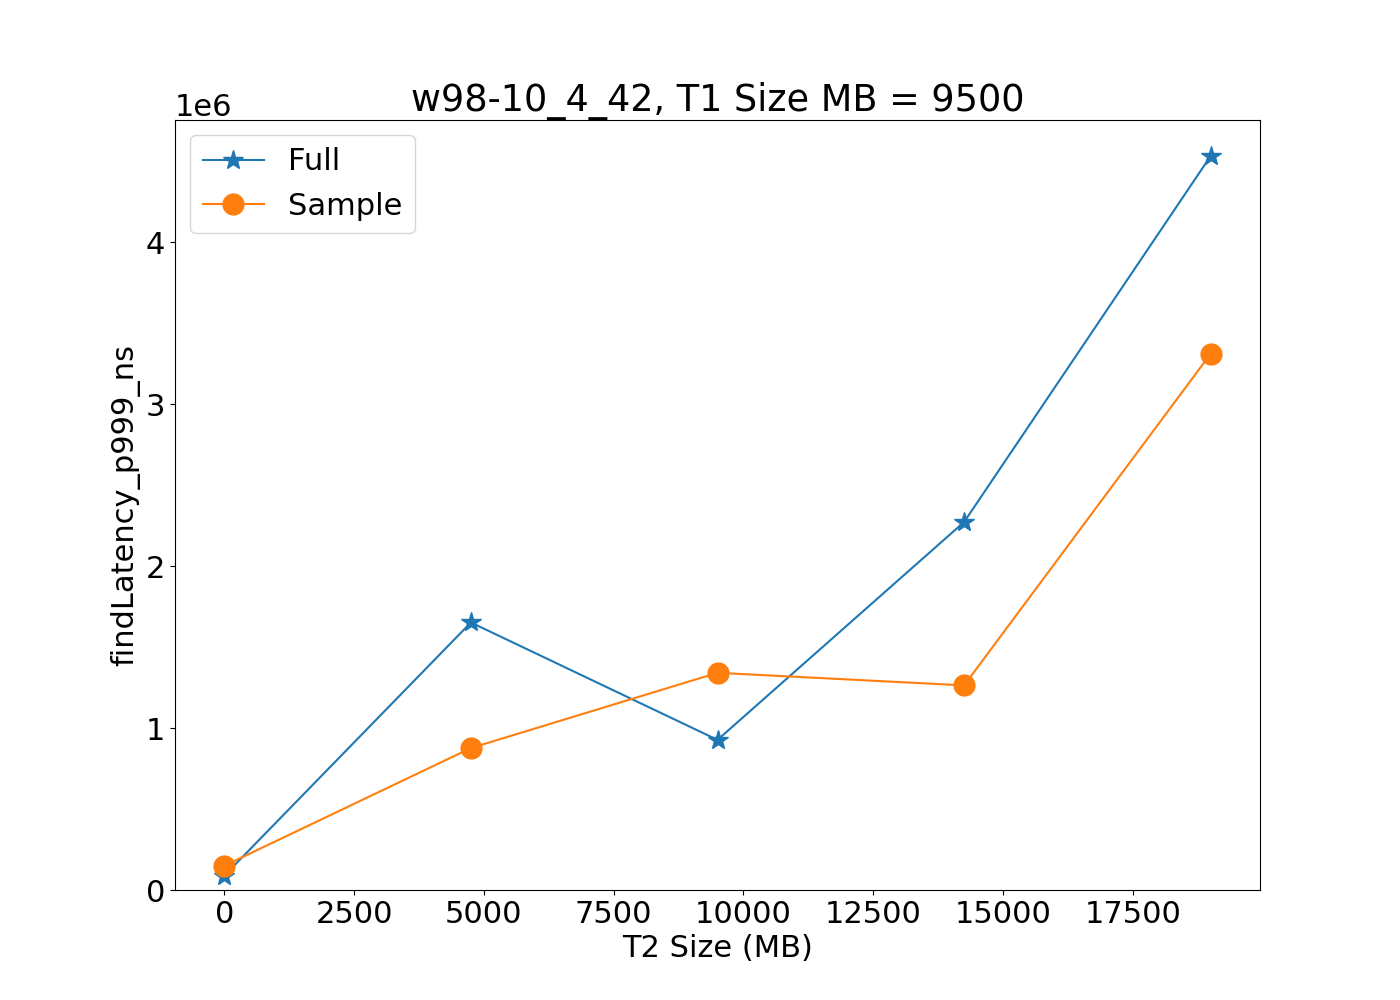 w98-10_4_42, T1 Size MB = 9500
1e6
Full
Sample
4
3
2
1
0
findLatency_p999_ns
0 2500 5000 7500 10000 12500 15000 17500
T2 Size (MB)